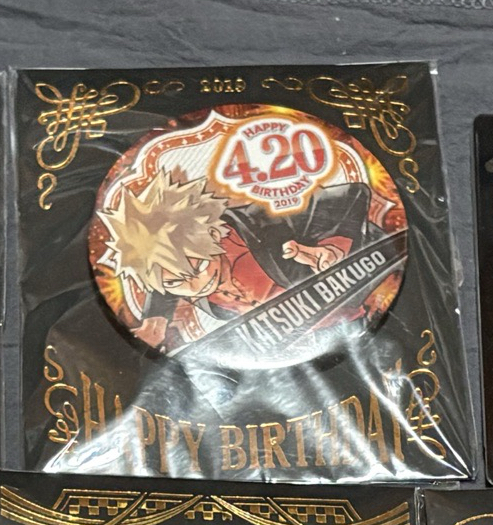 2019
HAPPY
4.20
BIRTHDAY
2019
KATSUKI BAKUGO
HAPPY BIRTHDAY